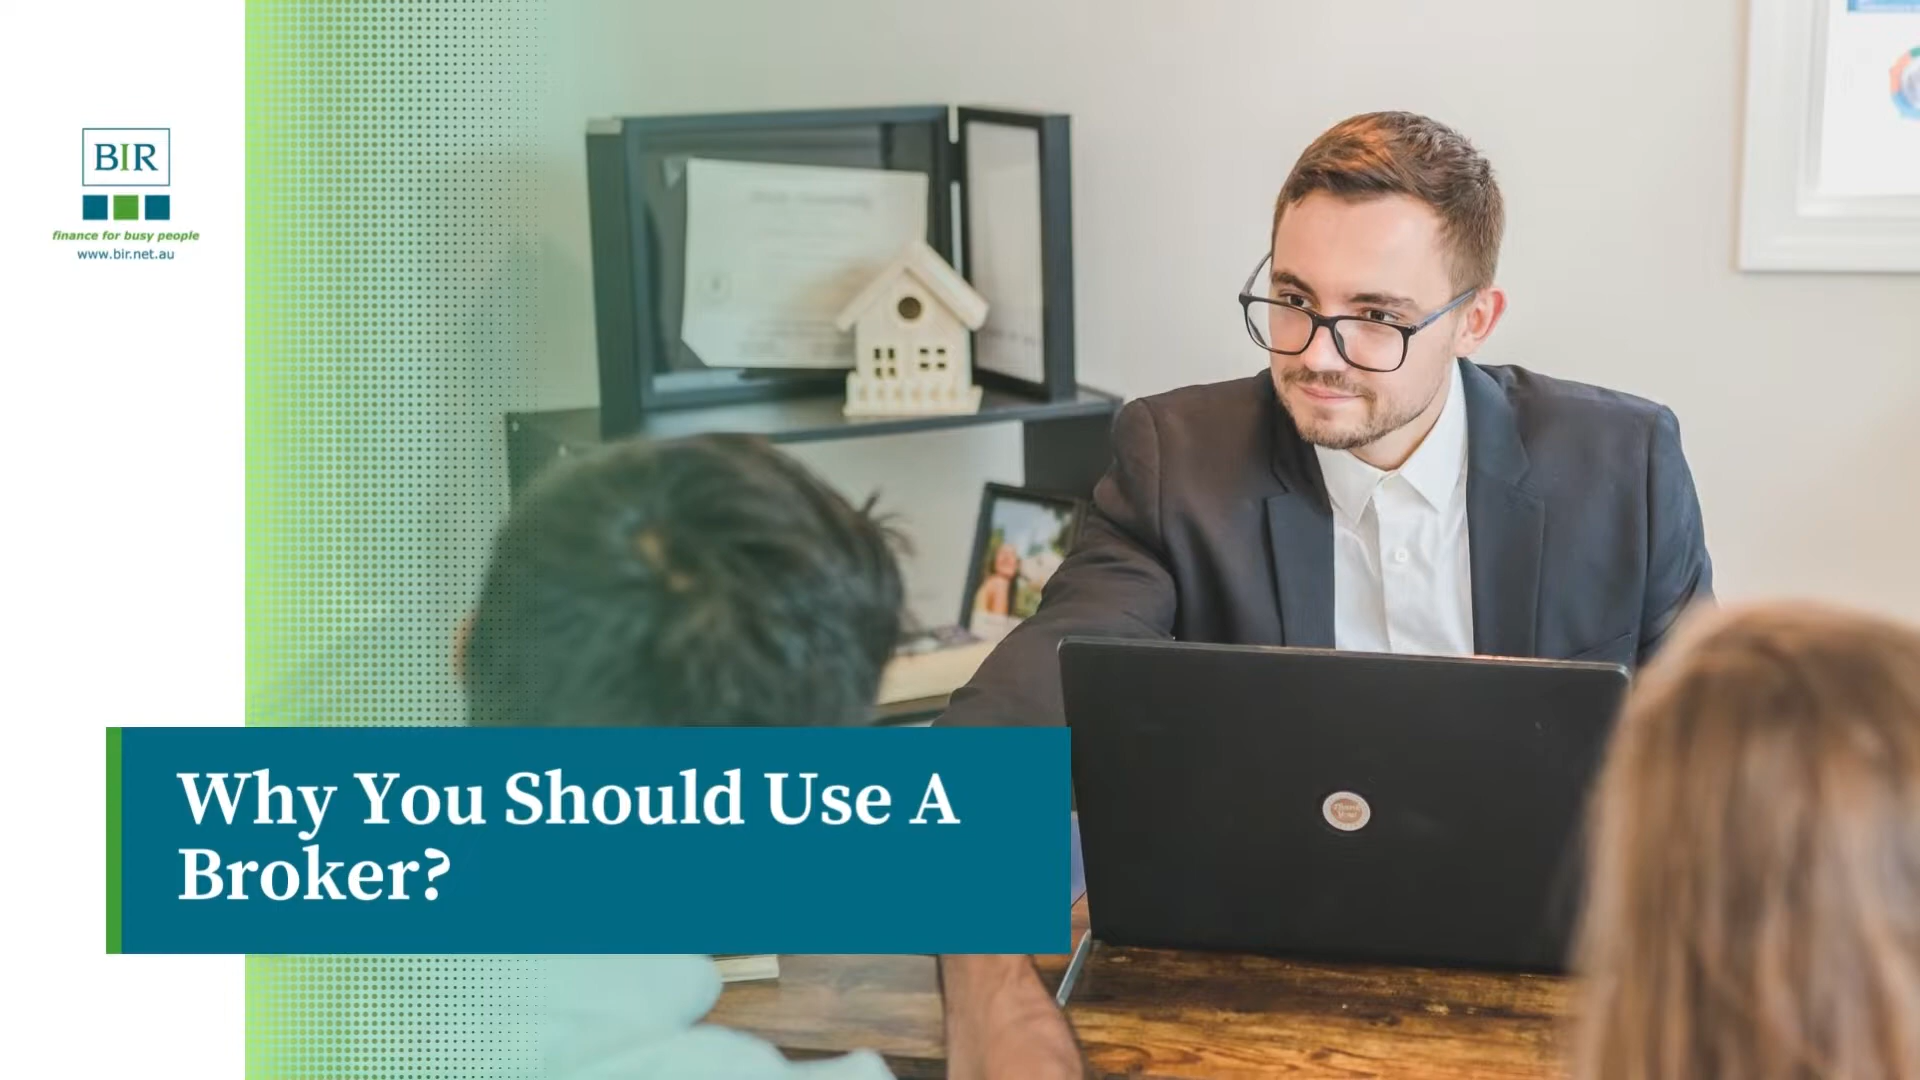 BIR
finance for busy people
www.bir.net.au
Why You Should Use A
Broker?